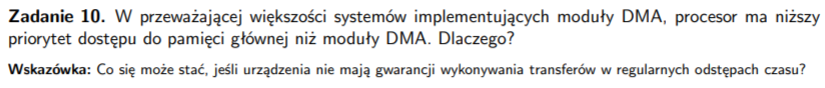 Zadanie 10. W przeważającej większości systemów implementujących moduły DMA, procesor ma niższy
priorytet dostępu do pamięci głównej niż moduły DMA. Dlaczego?
Wskazówka: Co się może stać, jeśli urządzenia nie mają gwarancji wykonywania transferów w regularnych odstępach czasu?